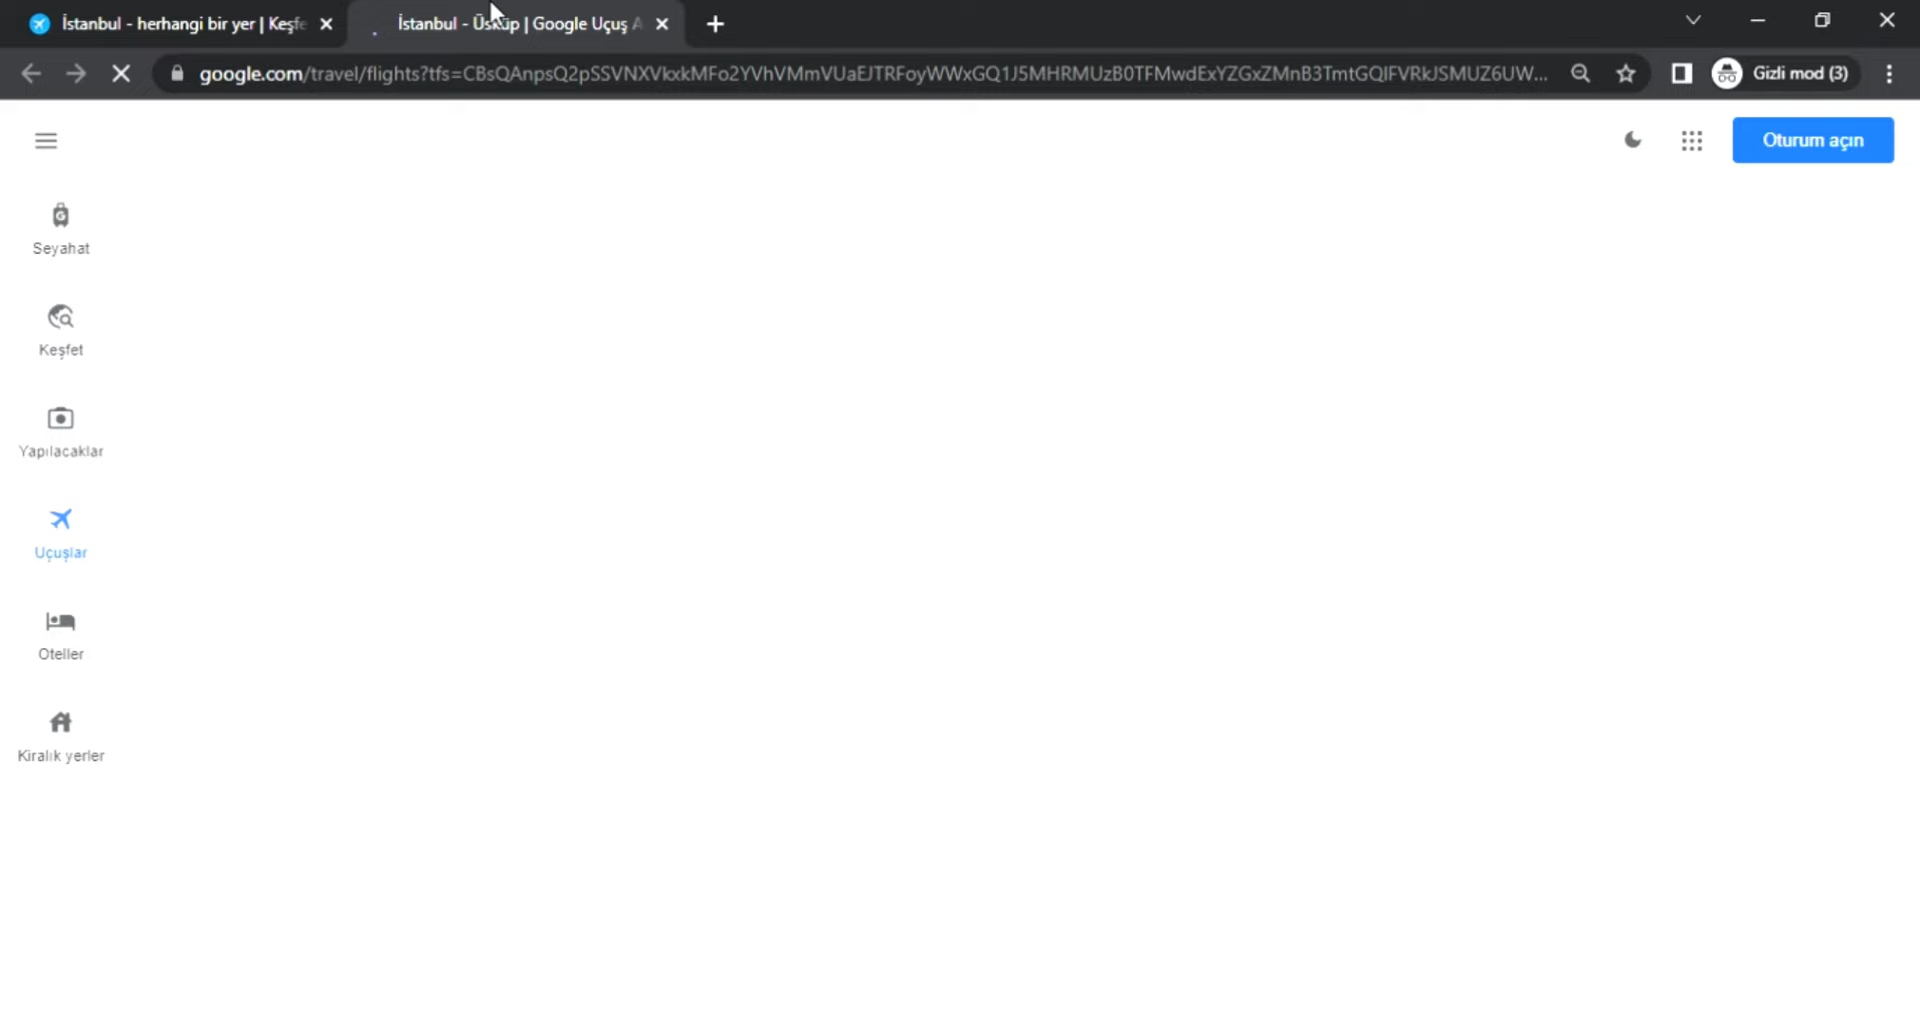 İstanbul - herhangi bir yer | Keşfe
İstanbul - Üsküp | Google Uçuş A
google.com/travel/flights?tfs=CBsQAnpsQ2pSSVNXVkxkMFo2YVhVMmVUaEJTRFoyWWxGQ1J5MHRMUzB0TFMwdExYZGxZMnB3TmtGQlFVRkJSMUZ6UW...
Gizli mod (3)
Oturum açın
Seyahat
Keşfet
Yapılacaklar
Uçuşlar
Oteller
Kiralık yerler